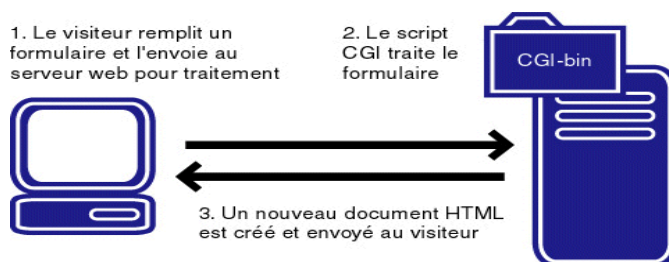 1. Le visiteur remplit un
formulaire et l'envoie au
serveur web pour traitement
2. Le script
CGI traite le
formulaire
CGI-bin
3. Un nouveau document HTML
est créé et envoyé au visiteur